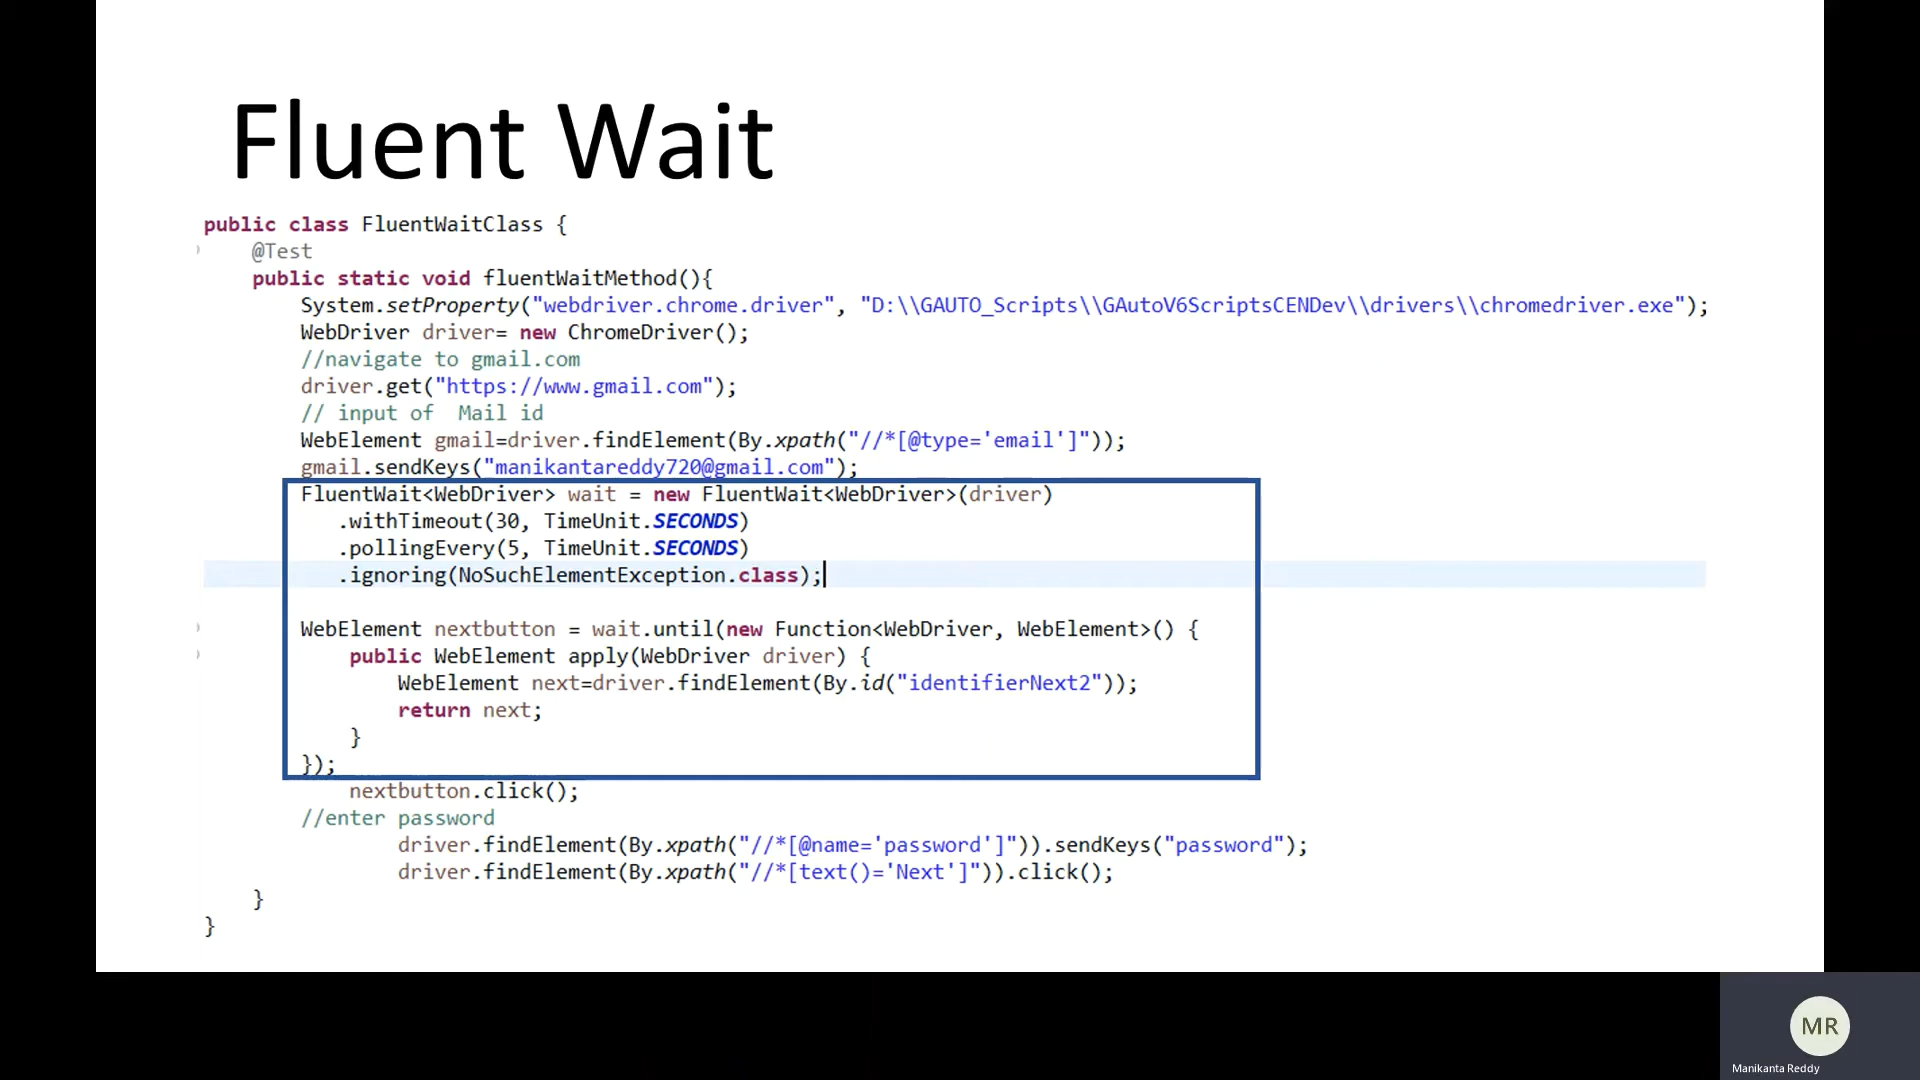 Fluent Wait
public class FluentWaitClass {
@Test
public static void fluentWaitMethod(){
System.setProperty("webdriver.chrome.driver", "D:\\GAUTO_Scripts\\GAutoV6ScriptsCENDev\\drivers\\chromedriver.exe");
WebDriver driver= new ChromeDriver();
//navigate to gmail.com
driver.get("https://www.gmail.com");
// input of  Mail id
WebElement gmail=driver.findElement(By.xpath("//*[@type='email']"));
gmail.sendKeys("manikantareddy720@gmail.com");
FluentWait<WebDriver> wait = new FluentWait<WebDriver>(driver)
.withTimeout(30, TimeUnit.SECONDS)
.pollingEvery(5, TimeUnit.SECONDS)
.ignoring(NoSuchElementException.class);
WebElement nextbutton = wait.until(new Function<WebDriver, WebElement>() {
public WebElement apply(WebDriver driver) {
WebElement next=driver.findElement(By.id("identifierNext2"));
return next;
}
});
nextbutton.click();
//enter password
driver.findElement(By.xpath("//*[@name='password']")).sendKeys("password");
driver.findElement(By.xpath("//*[text()='Next']")).click();
}
}
MR
Manikanta Reddy